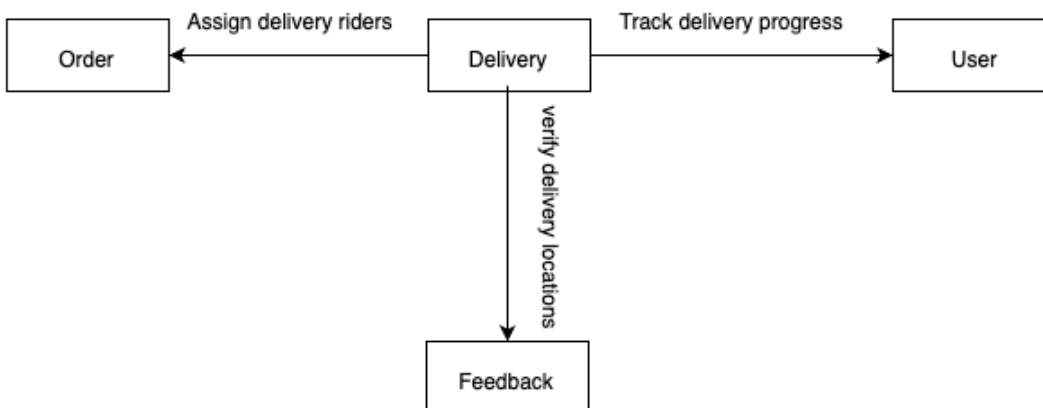 Assign delivery riders
Track delivery progress
Order
Delivery
User
verify delivery locations
Feedback